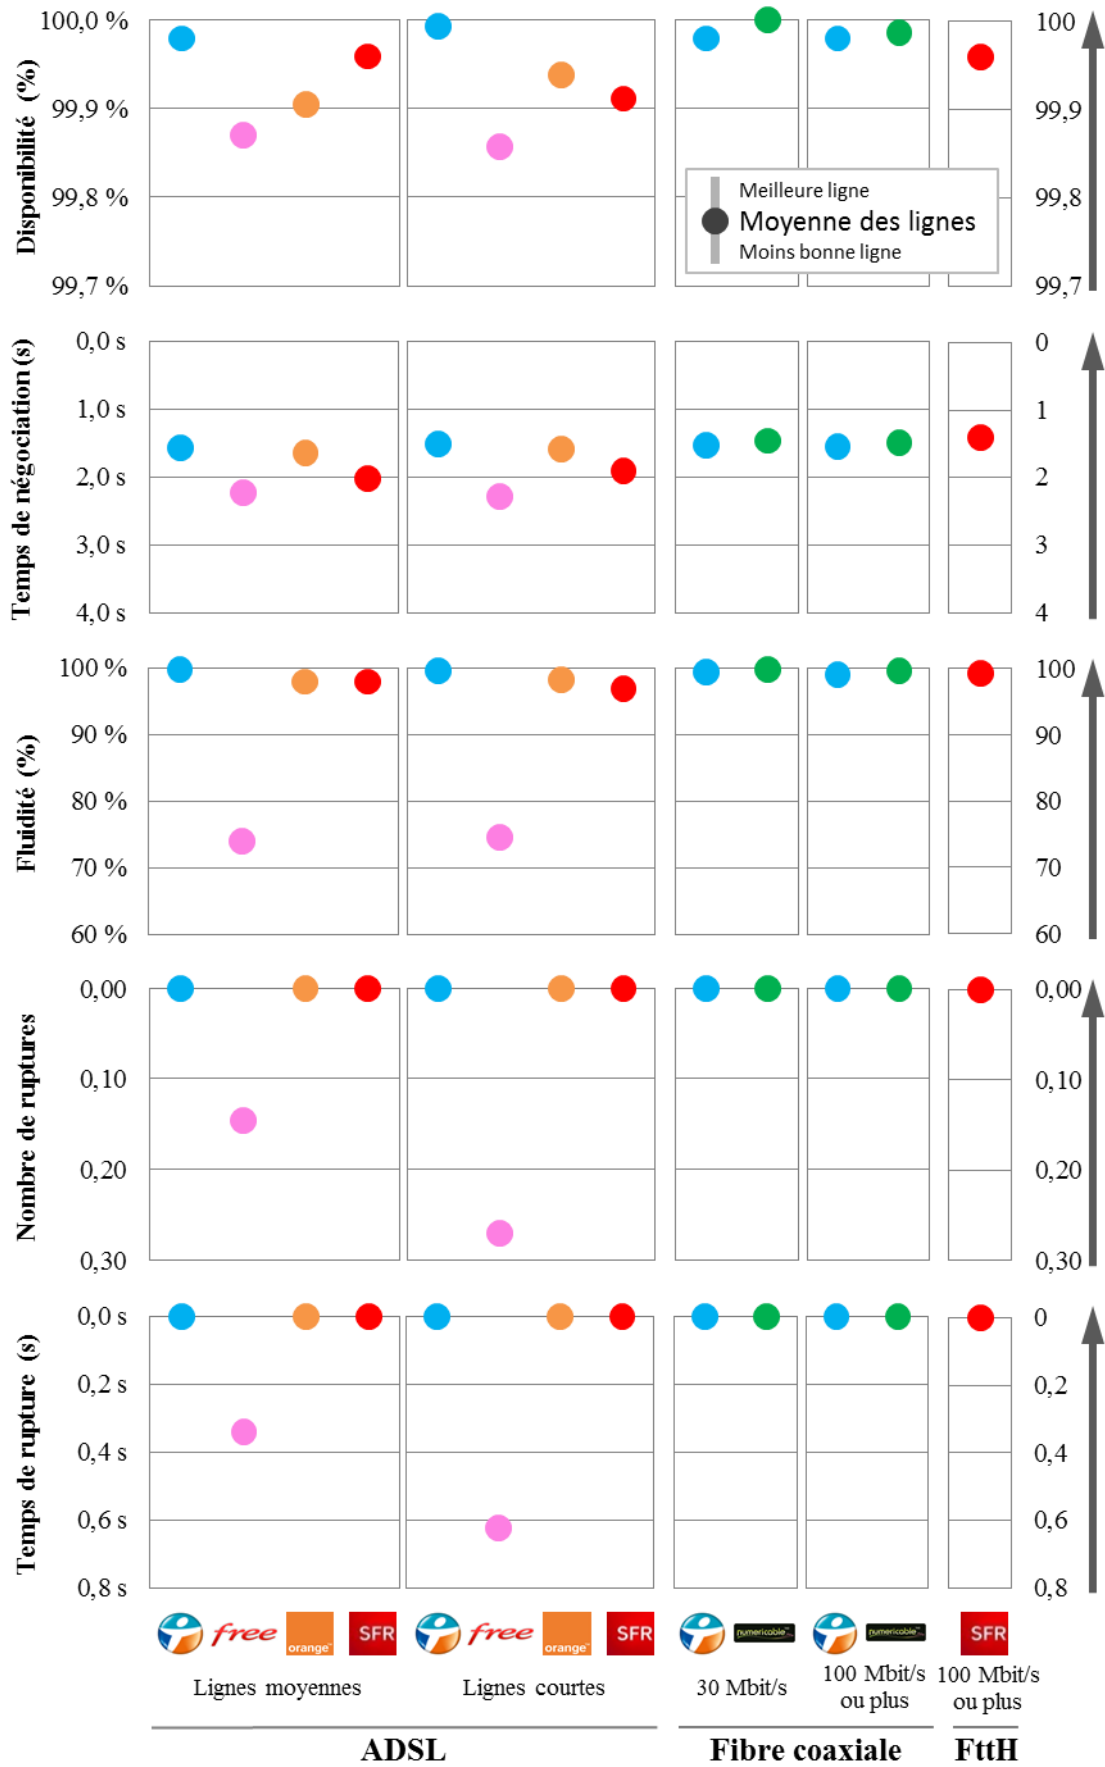 Disponibilité (%)
100,0 %
99,9 %
99,8 %
99,7 %
100
99,9
99,8
99,7
Meilleure ligne
Moyenne des lignes
Moins bonne ligne
Temps de négociation (s)
0,0 s
1,0 s
2,0 s
3,0 s
4,0 s
0
1
2
3
4
Fluidité (%)
100 %
90 %
80 %
70 %
60 %
100
90
80
70
60
Nombre de ruptures
0,00
0,10
0,20
0,30
0,00
0,10
0,20
0,30
Temps de rupture (s)
0,0 s
0,2 s
0,4 s
0,6 s
0,8 s
0
0,2
0,4
0,6
0,8
free orange™ SFR free orange™ SFR numericable numericable SFR
Lignes moyennes
Lignes courtes
30 Mbit/s
100 Mbit/s
ou plus
100 Mbit/s
ou plus
ADSL
Fibre coaxiale
FttH